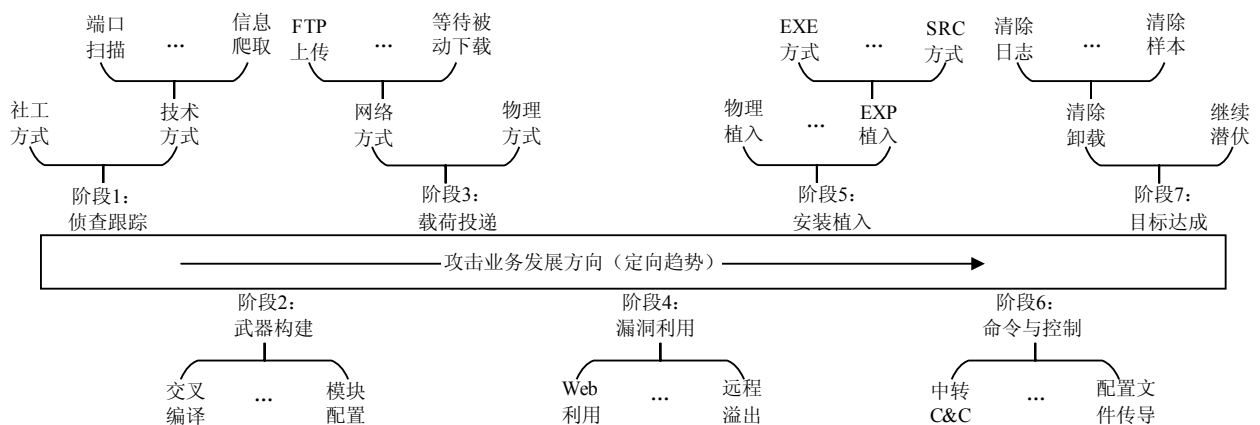 端口
扫描
...
信息
爬取
FTP
上传
...
等待被
动下载
EXE
方式
...
SRC
方式
清除
日志
...
清除
样本
社工
方式
技术
方式
网络
方式
物理
方式
物理
植入
...
EXP
植入
清除
卸载
继续
潜伏
阶段1：
侦查跟踪
阶段3：
载荷投递
阶段5：
安装植入
阶段7：
目标达成
攻击业务发展方向（定向趋势）
阶段2：
武器构建
阶段4：
漏洞利用
阶段6：
命令与控制
交叉
编译
...
模块
配置
Web
利用
...
远程
溢出
中转
C&C
...
配置文
件传导